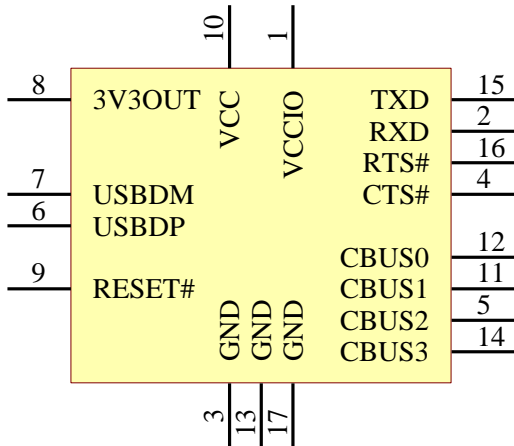 10 1
VCC VCCIO
8 3V3OUT TXD 15
RXD 2
RTS# 16
7 USBDM CTS# 4
6 USBDP
CBUS0 12
9 RESET# CBUS1 11
CBUS2 5
CBUS3 14
GND GND GND
3 13 17